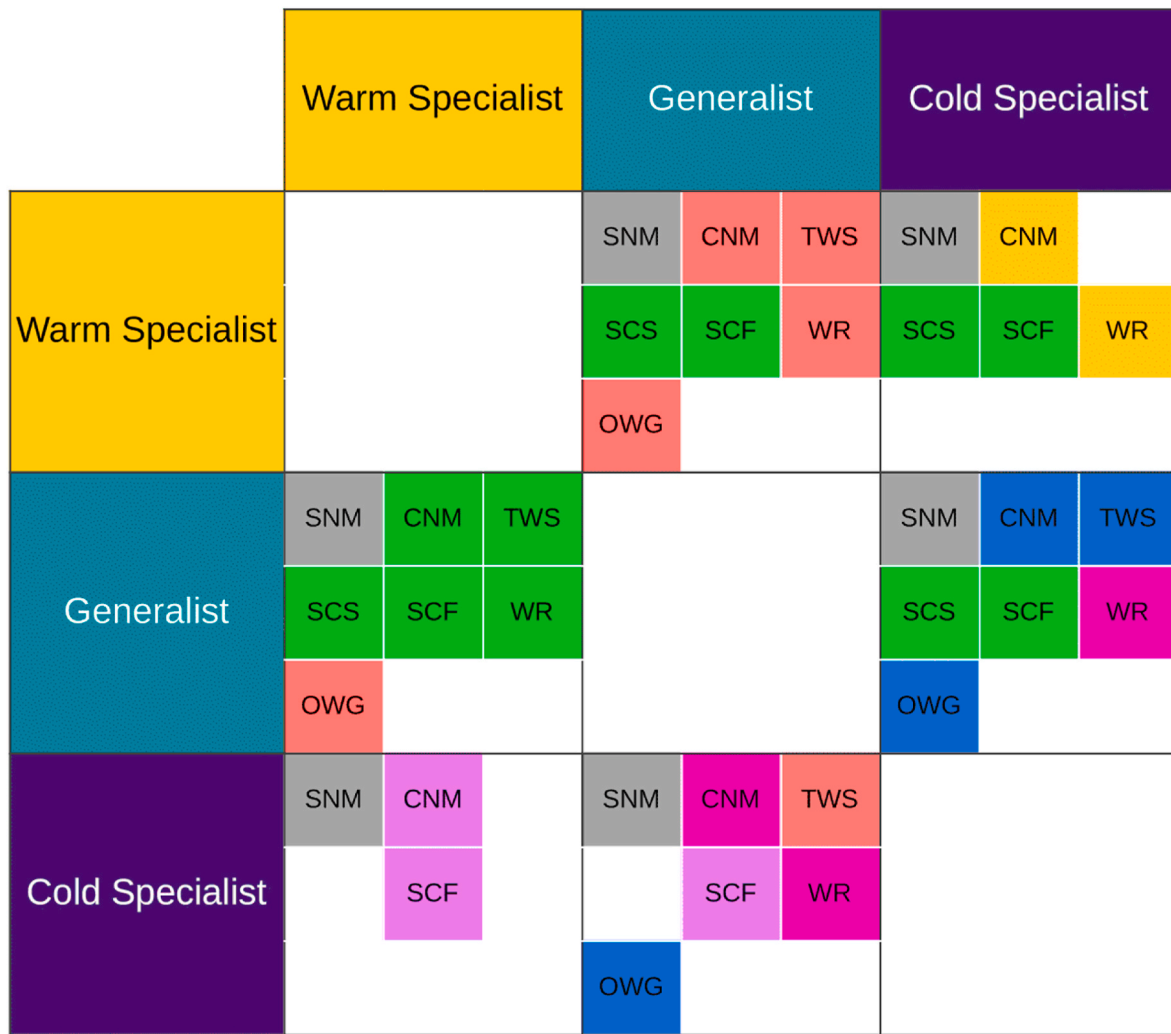 Warm Specialist Generalist Cold Specialist
SNM CNM TWS SNM CNM
Warm Specialist SCS SCF WR SCS SCF WR
OWG
SNM CNM TWS SNM CNM TWS
Generalist SCS SCF WR SCS SCF WR
OWG OWG
SNM CNM SNM CNM TWS
Cold Specialist SCF SCF WR
OWG